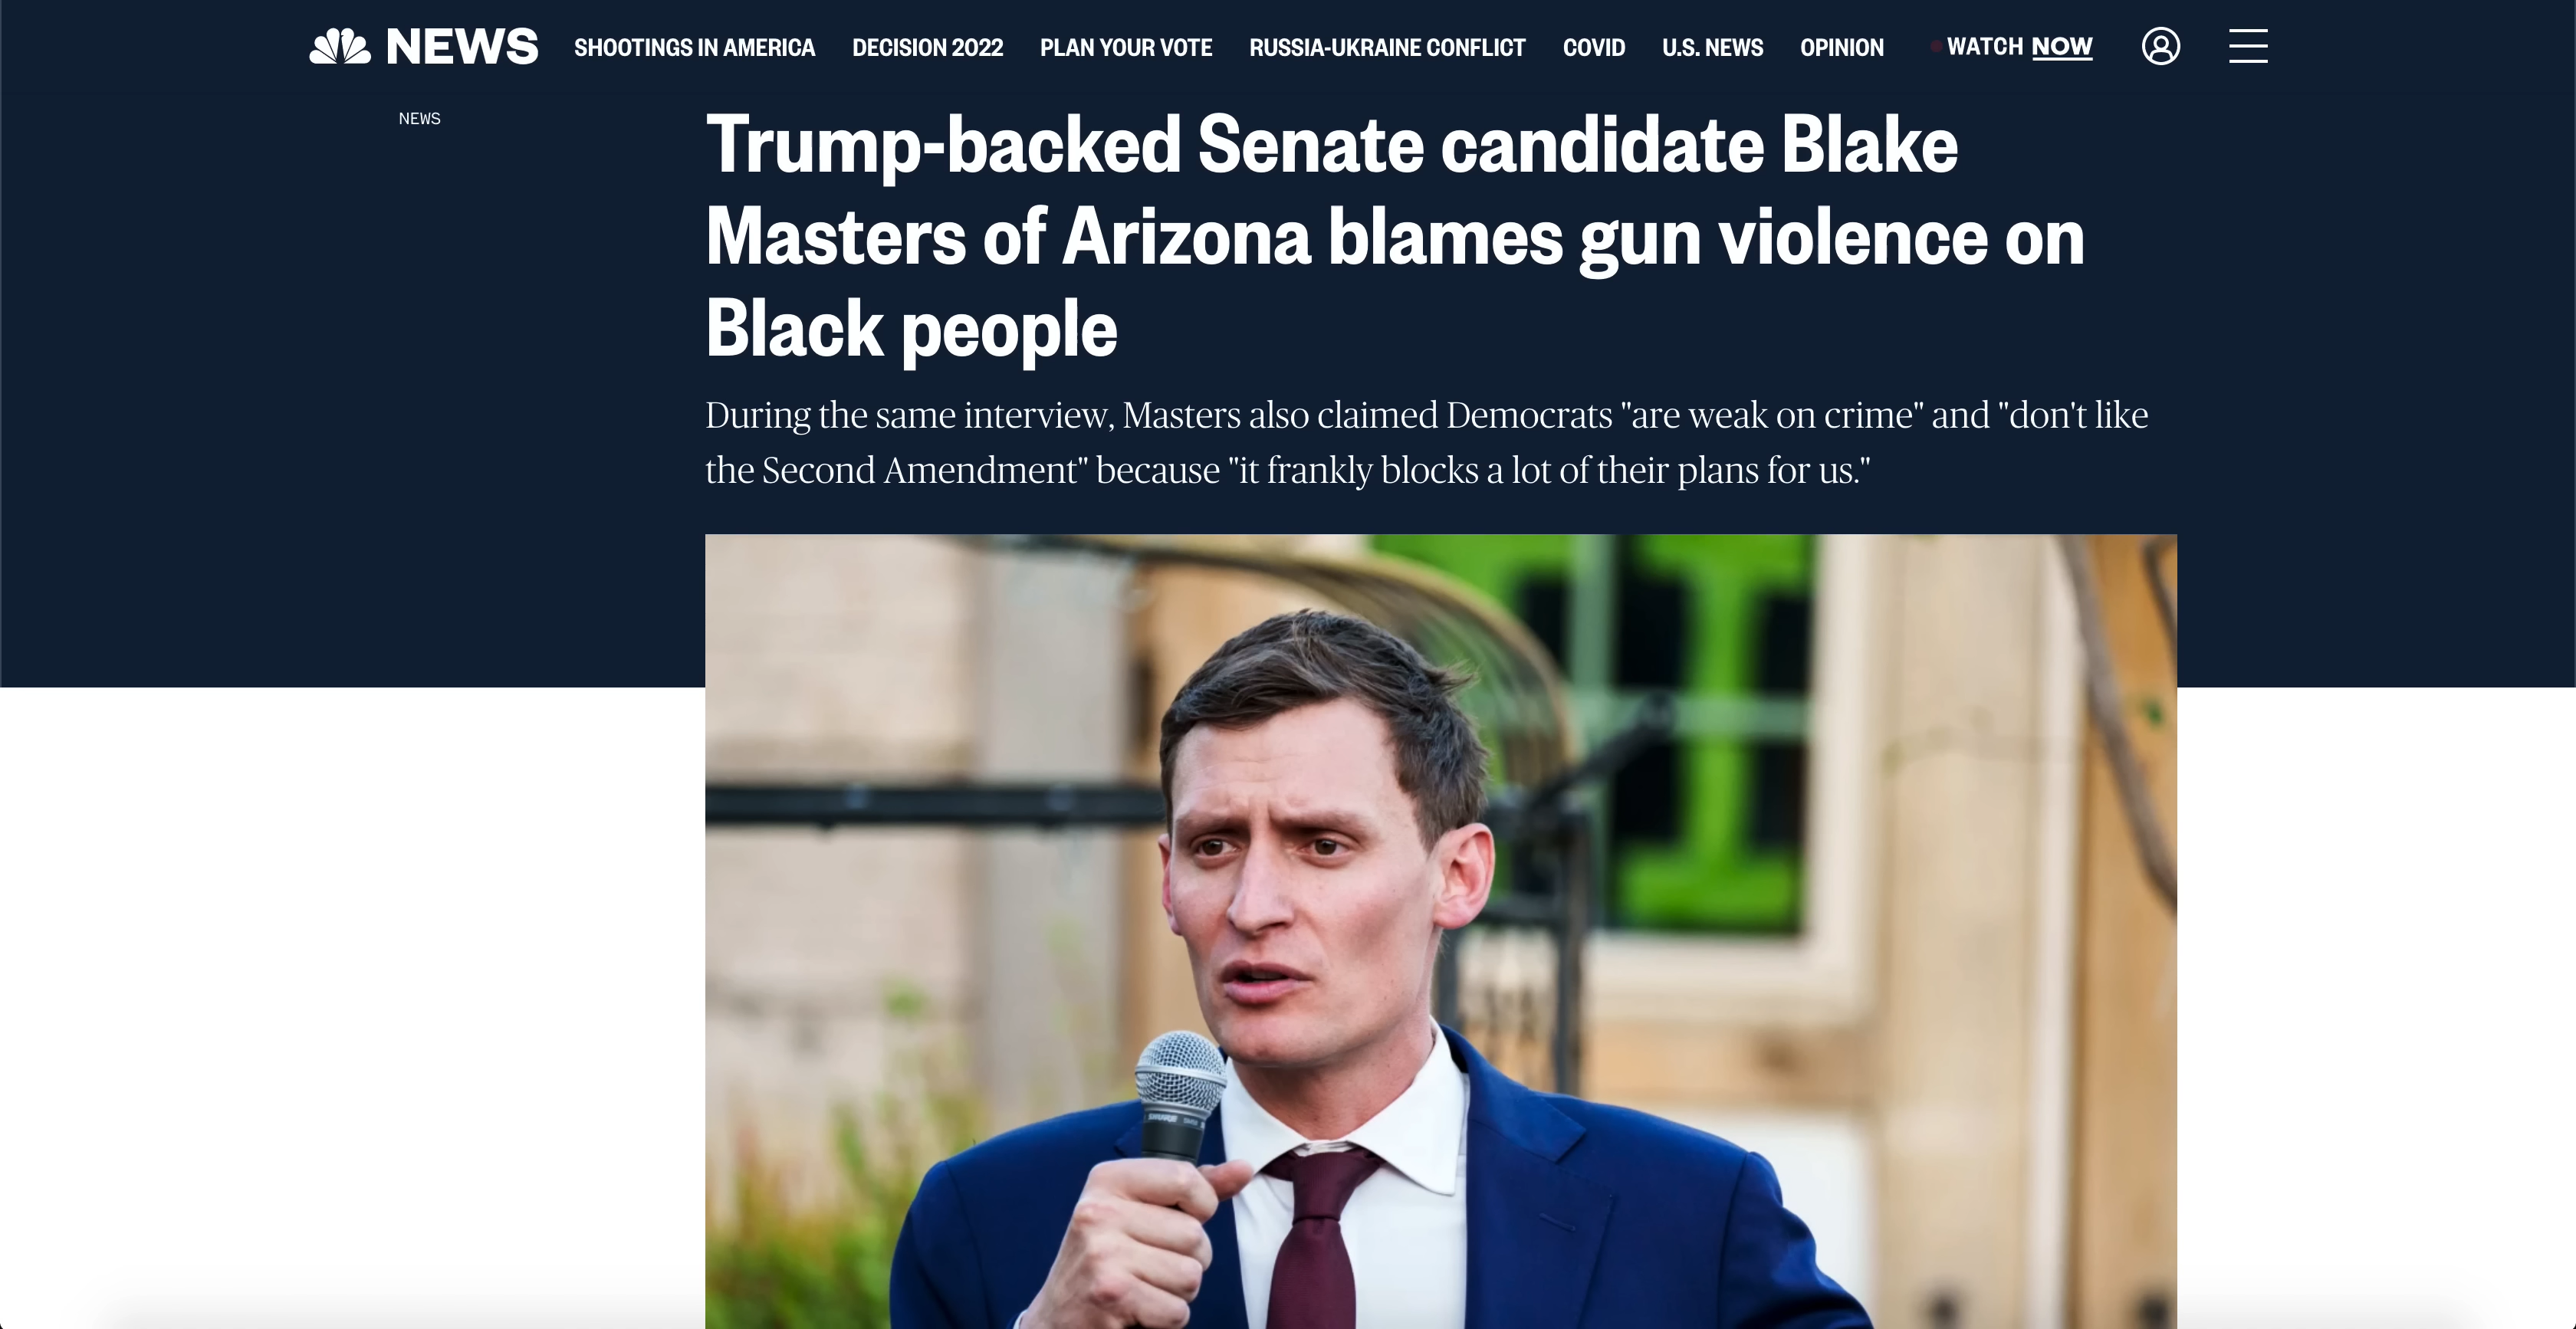 NEWS SHOOTINGS IN AMERICA DECISION 2022 PLAN YOUR VOTE RUSSIA-UKRAINE CONFLICT COVID U.S. NEWS OPINION WATCH NOW
NEWS
Trump-backed Senate candidate Blake
Masters of Arizona blames gun violence on
Black people
During the same interview, Masters also claimed Democrats "are weak on crime" and "don't like
the Second Amendment" because "it frankly blocks a lot of their plans for us."